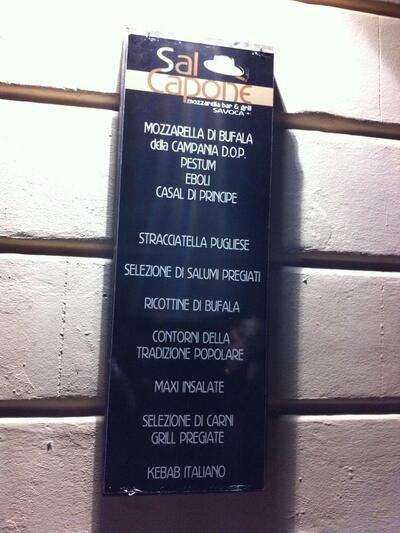 Sal
Capone
mozzarella bar & grill
SAVOCA
MOZZARELLA DI BUFALA
della CAMPANIA D.O.P.
PESTUM
EBOLI
CASAL DI PRINCIPE
STRACCIATELLA PUGLIESE
SELEZIONE DI SALUMI PREGIATI
RICOTTINE DI BUFALA
CONTORNI DELLA
TRADIZIONE POPOLARE
MAXI INSALATE
SELEZIONE DI CARNI
GRILL PREGIATE
KEBAB ITALIANO